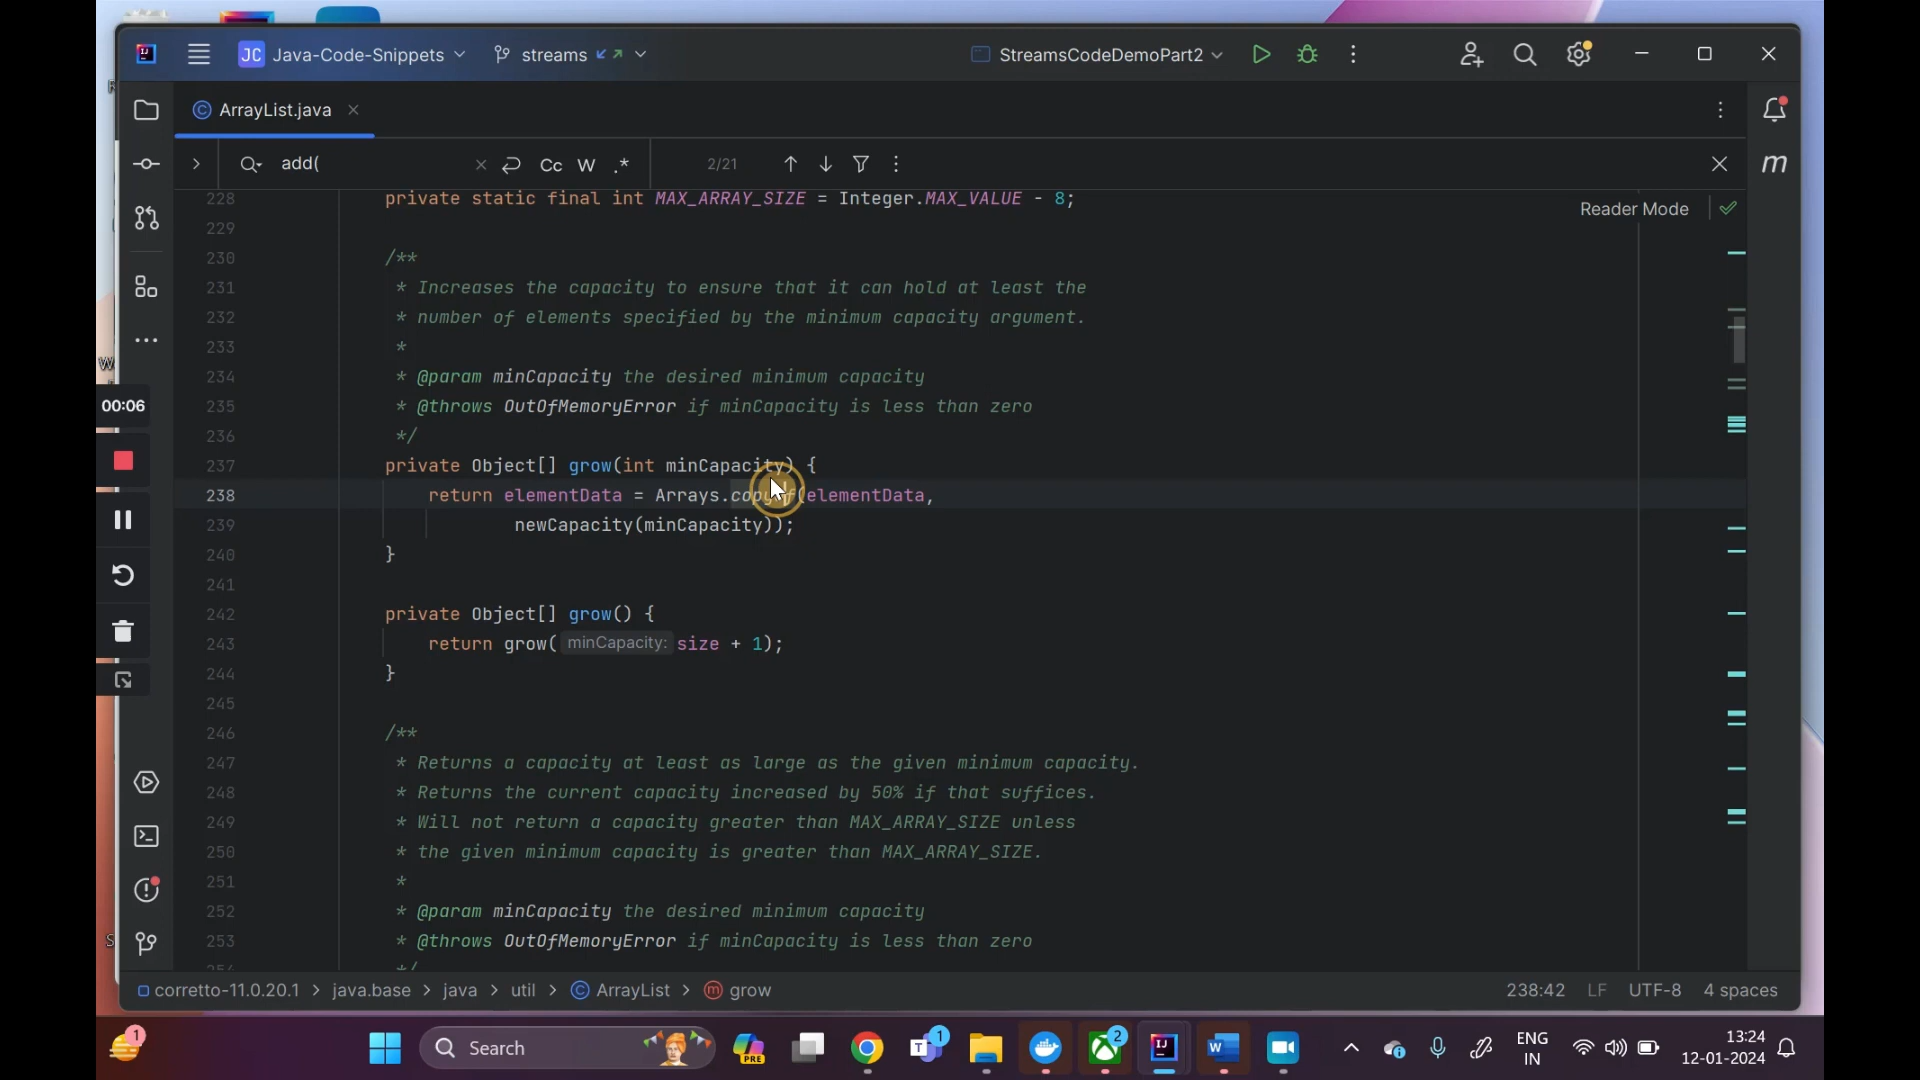 JC Java-Code-Snippets streams StreamsCodeDemoPart2
ArrayList.java
add( Cc W .* 2/21
Reader Mode
228 private static final int MAX_ARRAY_SIZE = Integer.MAX_VALUE - 8;
229
230 /**
231 * Increases the capacity to ensure that it can hold at least the
232 * number of elements specified by the minimum capacity argument.
233 *
234 * @param minCapacity the desired minimum capacity
235 * @throws OutOfMemoryError if minCapacity is less than zero
236 */
237 private Object[] grow(int minCapacity) {
238 return elementData = Arrays.copyOf(elementData,
239 newCapacity(minCapacity));
240 }
241
242 private Object[] grow() {
243 return grow( minCapacity: size + 1);
244 }
245
246 /**
247 * Returns a capacity at least as large as the given minimum capacity.
248 * Returns the current capacity increased by 50% if that suffices.
249 * Will not return a capacity greater than MAX_ARRAY_SIZE unless
250 * the given minimum capacity is greater than MAX_ARRAY_SIZE.
251 *
252 * @param minCapacity the desired minimum capacity
253 * @throws OutOfMemoryError if minCapacity is less than zero
254 */
m
00:06
corretto-11.0.20.1 > java.base > java > util > ArrayList > grow 238:42 LF UTF-8 4 spaces
1 Search PRE 1 2 ENG 13:24
IN 12-01-2024